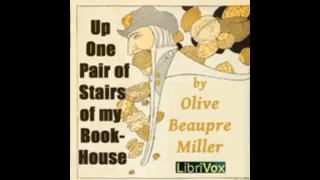 Up
One
Pair of
Stairs
of my
Book-
House
by
Olive
Beaupre
Miller
LibriVox